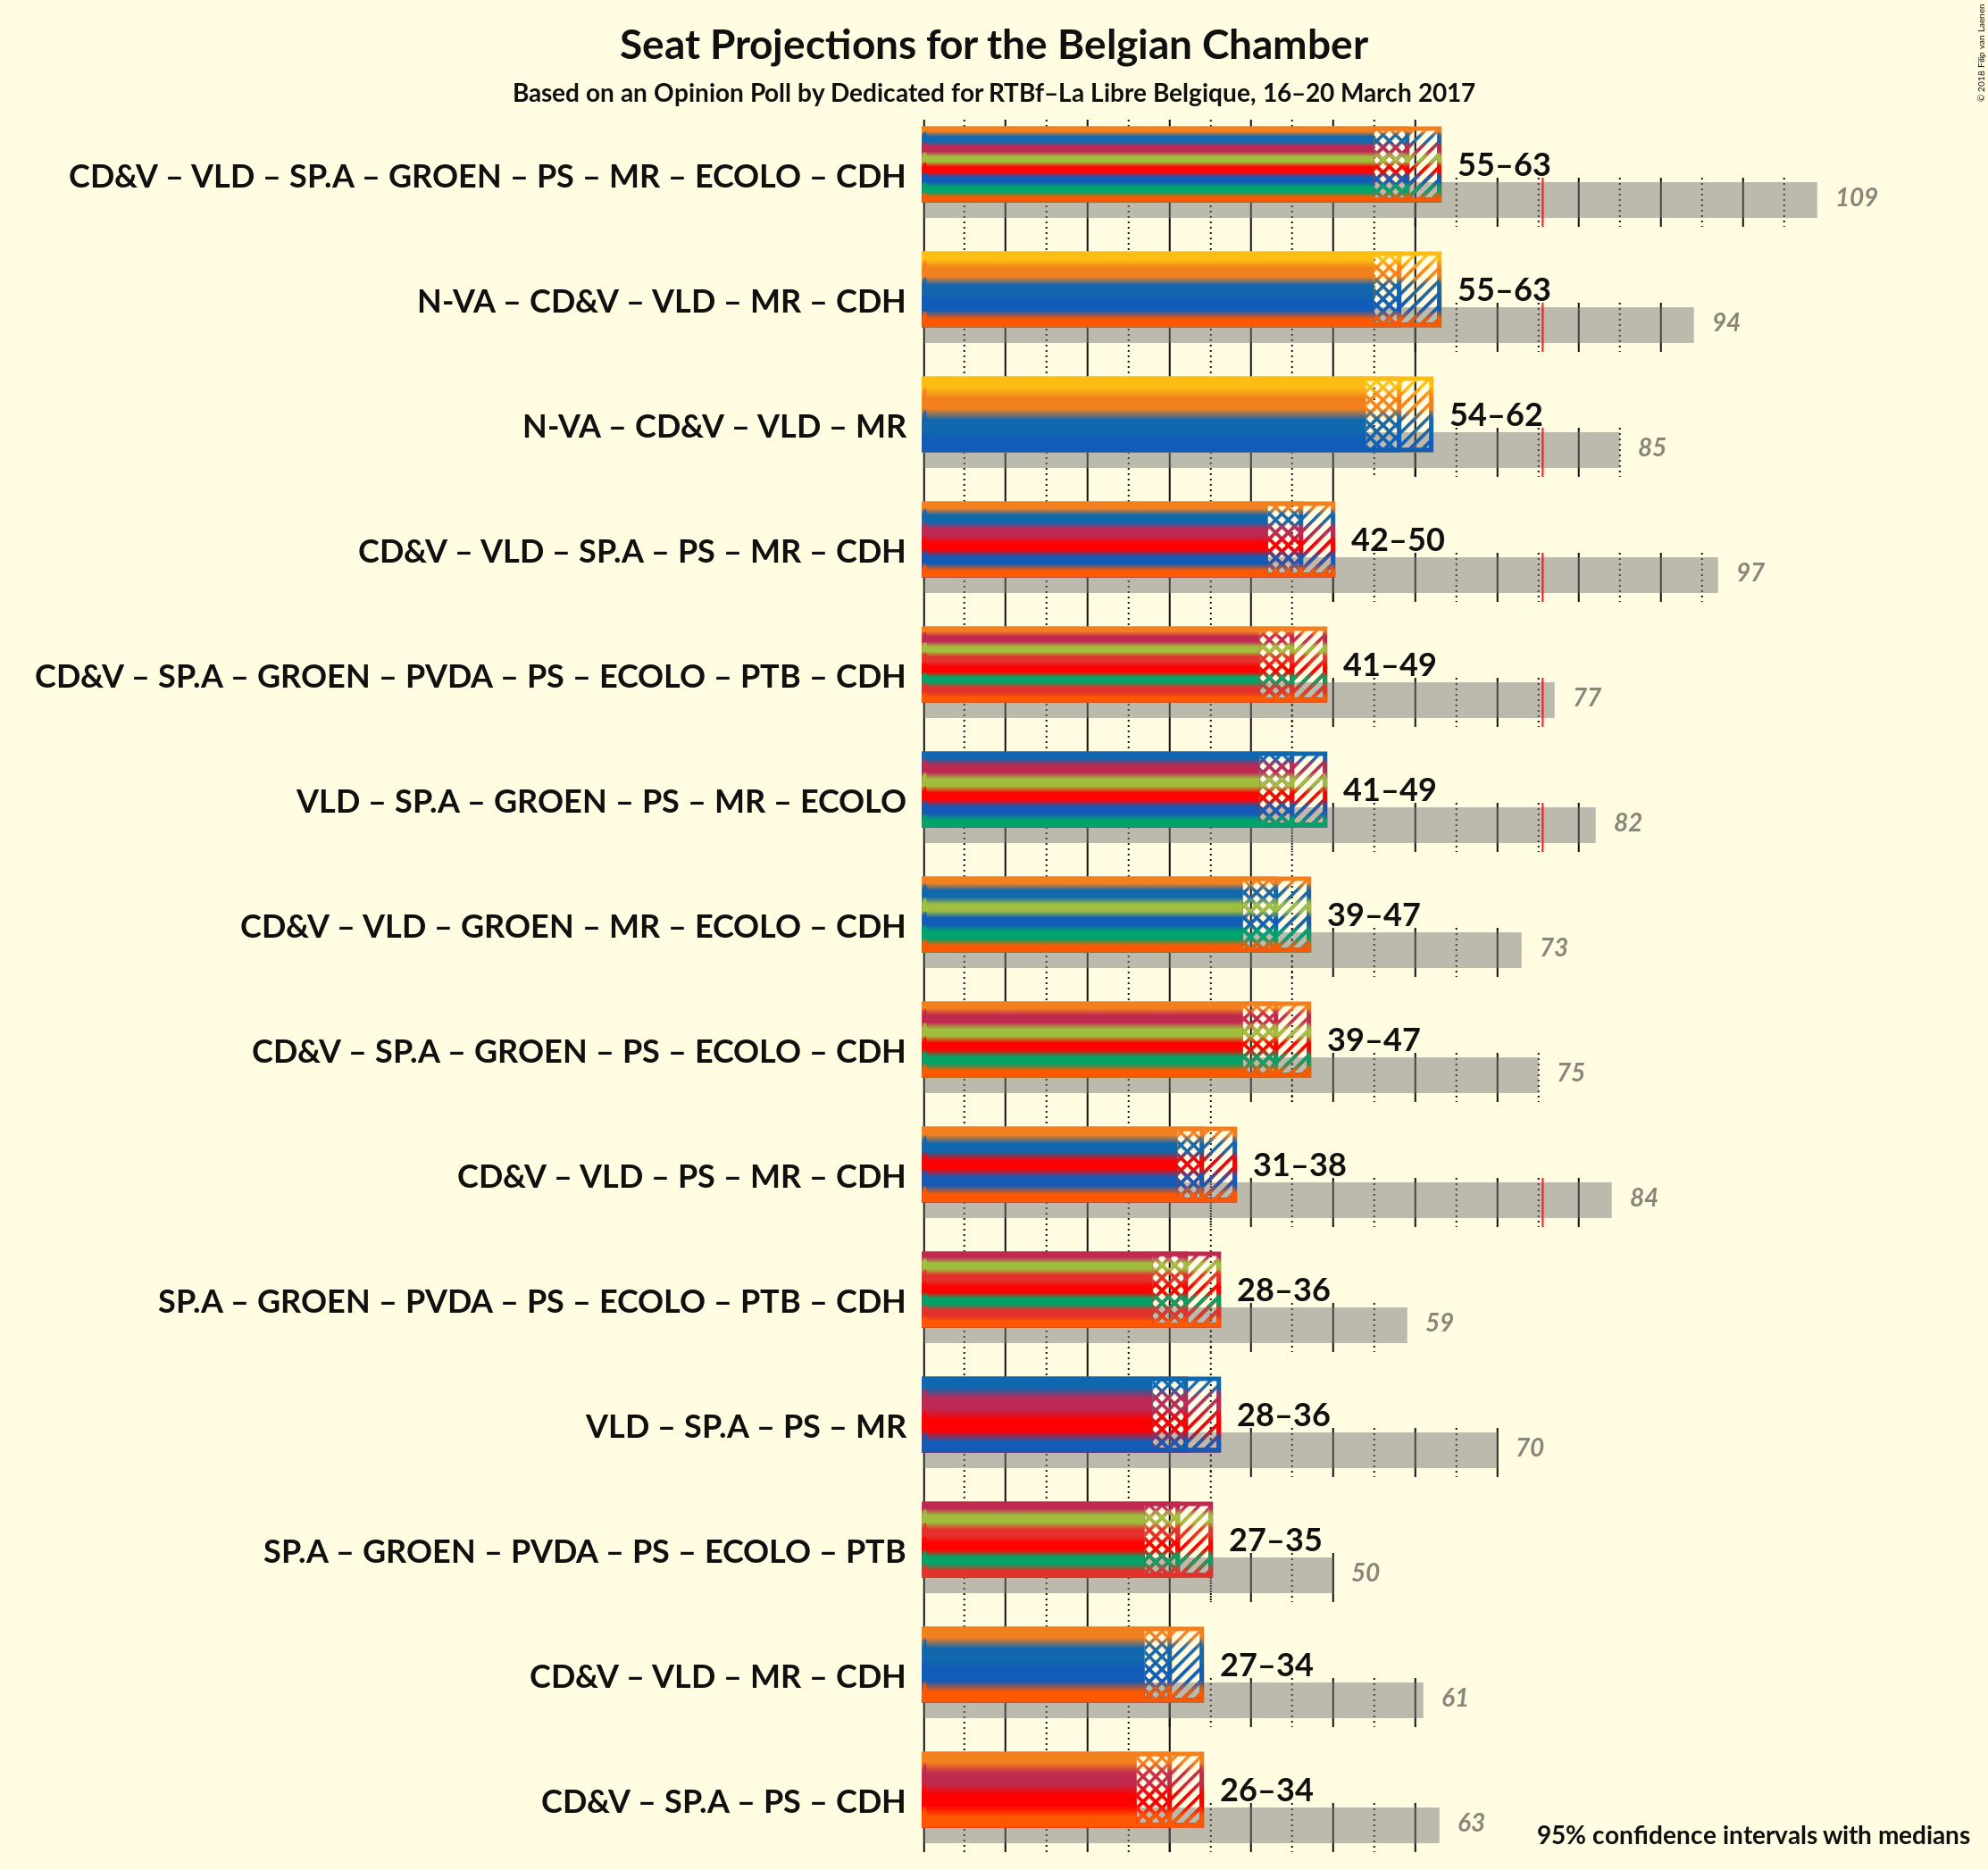 Seat Projections for the Belgian Chamber
Based on an Opinion Poll by Dedicated for RTBf–La Libre Belgique, 16–20 March 2017
© 2018 Filip van Laenen
CD&V – VLD – SP.A – GROEN – PS – MR – ECOLO – CDH
55–63
109
N-VA – CD&V – VLD – MR – CDH
55–63
94
N-VA – CD&V – VLD – MR
54–62
85
CD&V – VLD – SP.A – PS – MR – CDH
42–50
97
CD&V – SP.A – GROEN – PVDA – PS – ECOLO – PTB – CDH
41–49
77
VLD – SP.A – GROEN – PS – MR – ECOLO
41–49
82
CD&V – VLD – GROEN – MR – ECOLO – CDH
39–47
73
CD&V – SP.A – GROEN – PS – ECOLO – CDH
39–47
75
CD&V – VLD – PS – MR – CDH
31–38
84
SP.A – GROEN – PVDA – PS – ECOLO – PTB – CDH
28–36
59
VLD – SP.A – PS – MR
28–36
70
SP.A – GROEN – PVDA – PS – ECOLO – PTB
27–35
50
CD&V – VLD – MR – CDH
27–34
61
CD&V – SP.A – PS – CDH
26–34
63
95% confidence intervals with medians